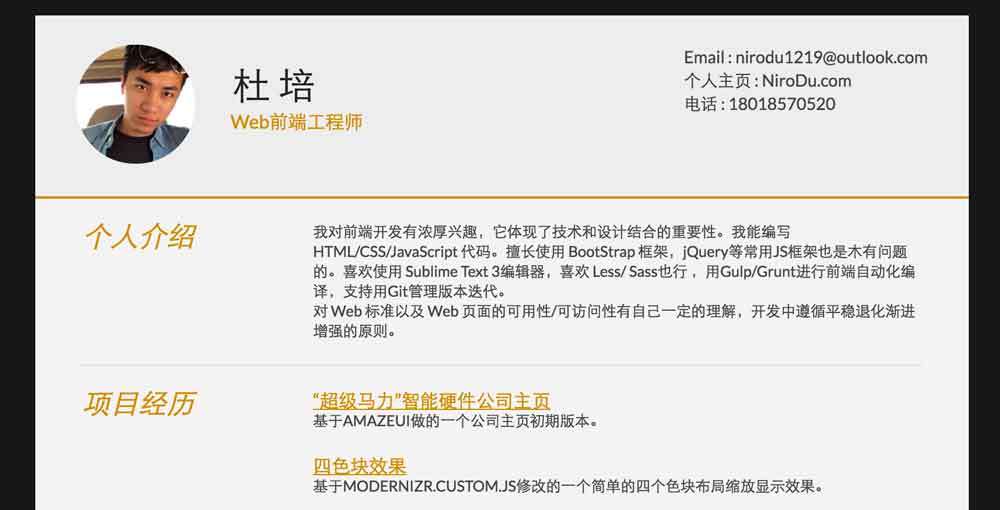 杜 培
Web前端工程师
Email : nirodu1219@outlook.com
个人主页 : NiroDu.com
电话 : 18018570520
个人介绍
我对前端开发有浓厚兴趣，它体现了技术和设计结合的重要性。我能编写
HTML/CSS/JavaScript 代码。擅长使用 BootStrap 框架，jQuery等常用JS框架也是木有问题
的。喜欢使用 Sublime Text 3编辑器，喜欢 Less/ Sass也行 ，用Gulp/Grunt进行前端自动化编
译，支持用Git管理版本迭代。
对 Web 标准以及 Web 页面的可用性/可访问性有自己一定的理解，开发中遵循平稳退化渐进
增强的原则。
项目经历
“超级马力”智能硬件公司主页
基于AMAZEUI做的一个公司主页初期版本。
四色块效果
基于MODERNIZR.CUSTOM.JS修改的一个简单的四个色块布局缩放显示效果。